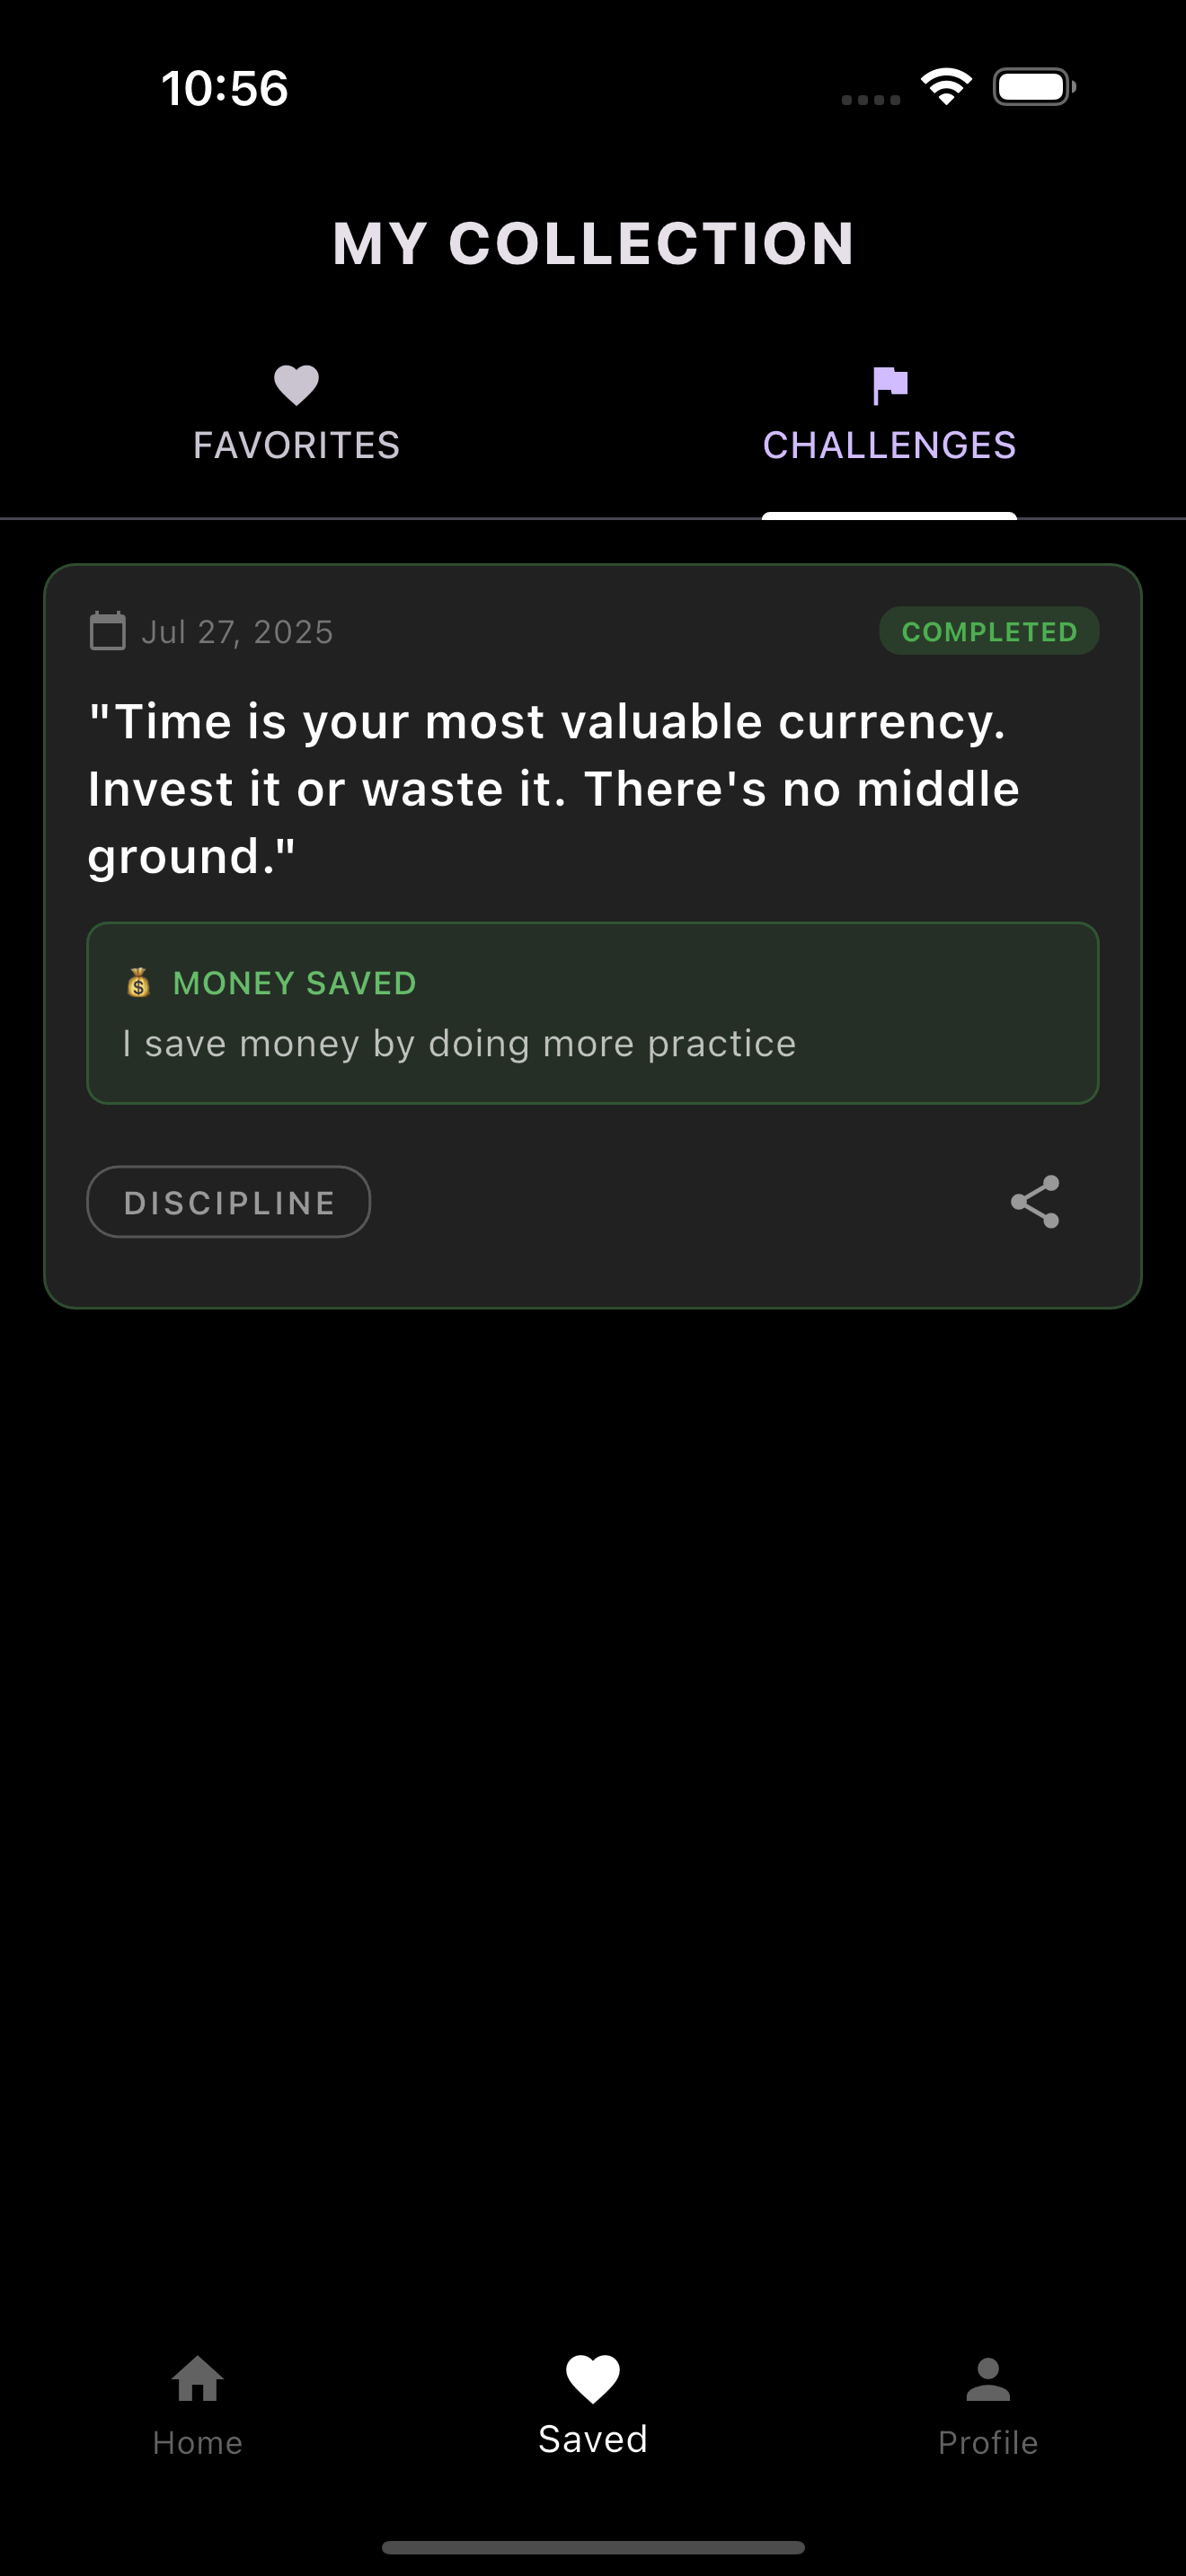 10:56
MY COLLECTION
FAVORITES
CHALLENGES
Jul 27, 2025
COMPLETED
"Time is your most valuable currency.
Invest it or waste it. There's no middle
ground."
💰 MONEY SAVED
I save money by doing more practice
DISCIPLINE
Home
Saved
Profile